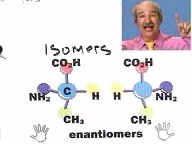 Isomers
CO₂H CO₂H
NH₂ C H H NH₂
CH₃ CH₃
enantiomers